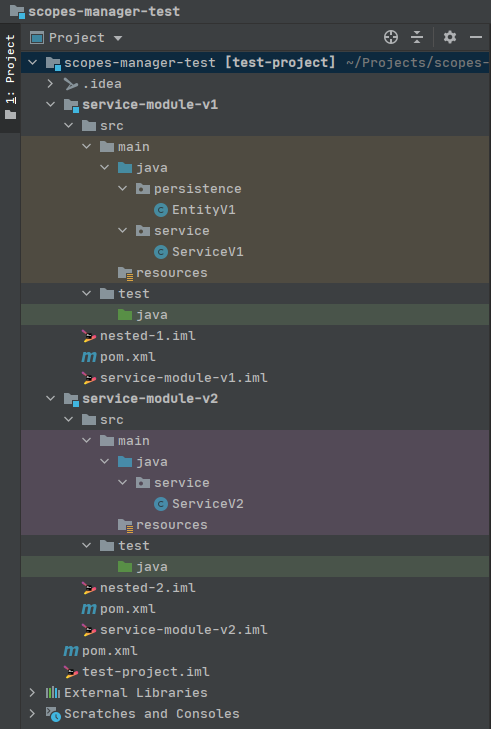 scopes-manager-test
1: Project
Project
scopes-manager-test [test-project] ~/Projects/scopes-
.idea
service-module-v1
src
main
java
persistence
EntityV1
service
ServiceV1
resources
test
java
nested-1.iml
pom.xml
service-module-v1.iml
service-module-v2
src
main
java
service
ServiceV2
resources
test
java
nested-2.iml
pom.xml
service-module-v2.iml
pom.xml
test-project.iml
External Libraries
Scratches and Consoles